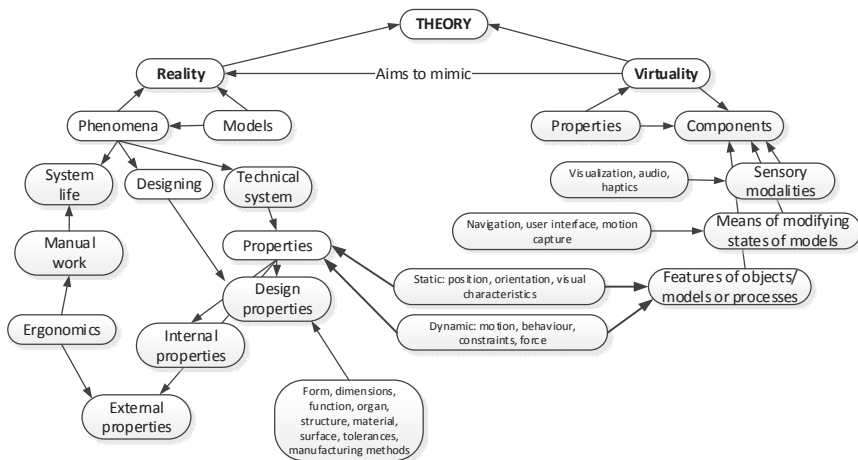 THEORY
Reality
Aims to mimic
Virtuality
Phenomena
Models
Properties
Components
System
life
Designing
Technical
system
Visualization, audio,
haptics
Sensory
modalities
Manual
work
Properties
Navigation, user interface, motion
capture
Means of modifying
states of models
Static: position, orientation, visual
characteristics
Features of objects/
models or processes
Design
properties
Ergonomics
Internal
properties
Dynamic: motion, behaviour,
constraints, force
External
properties
Form, dimensions,
function, organ,
structure, material,
surface, tolerances,
manufacturing methods